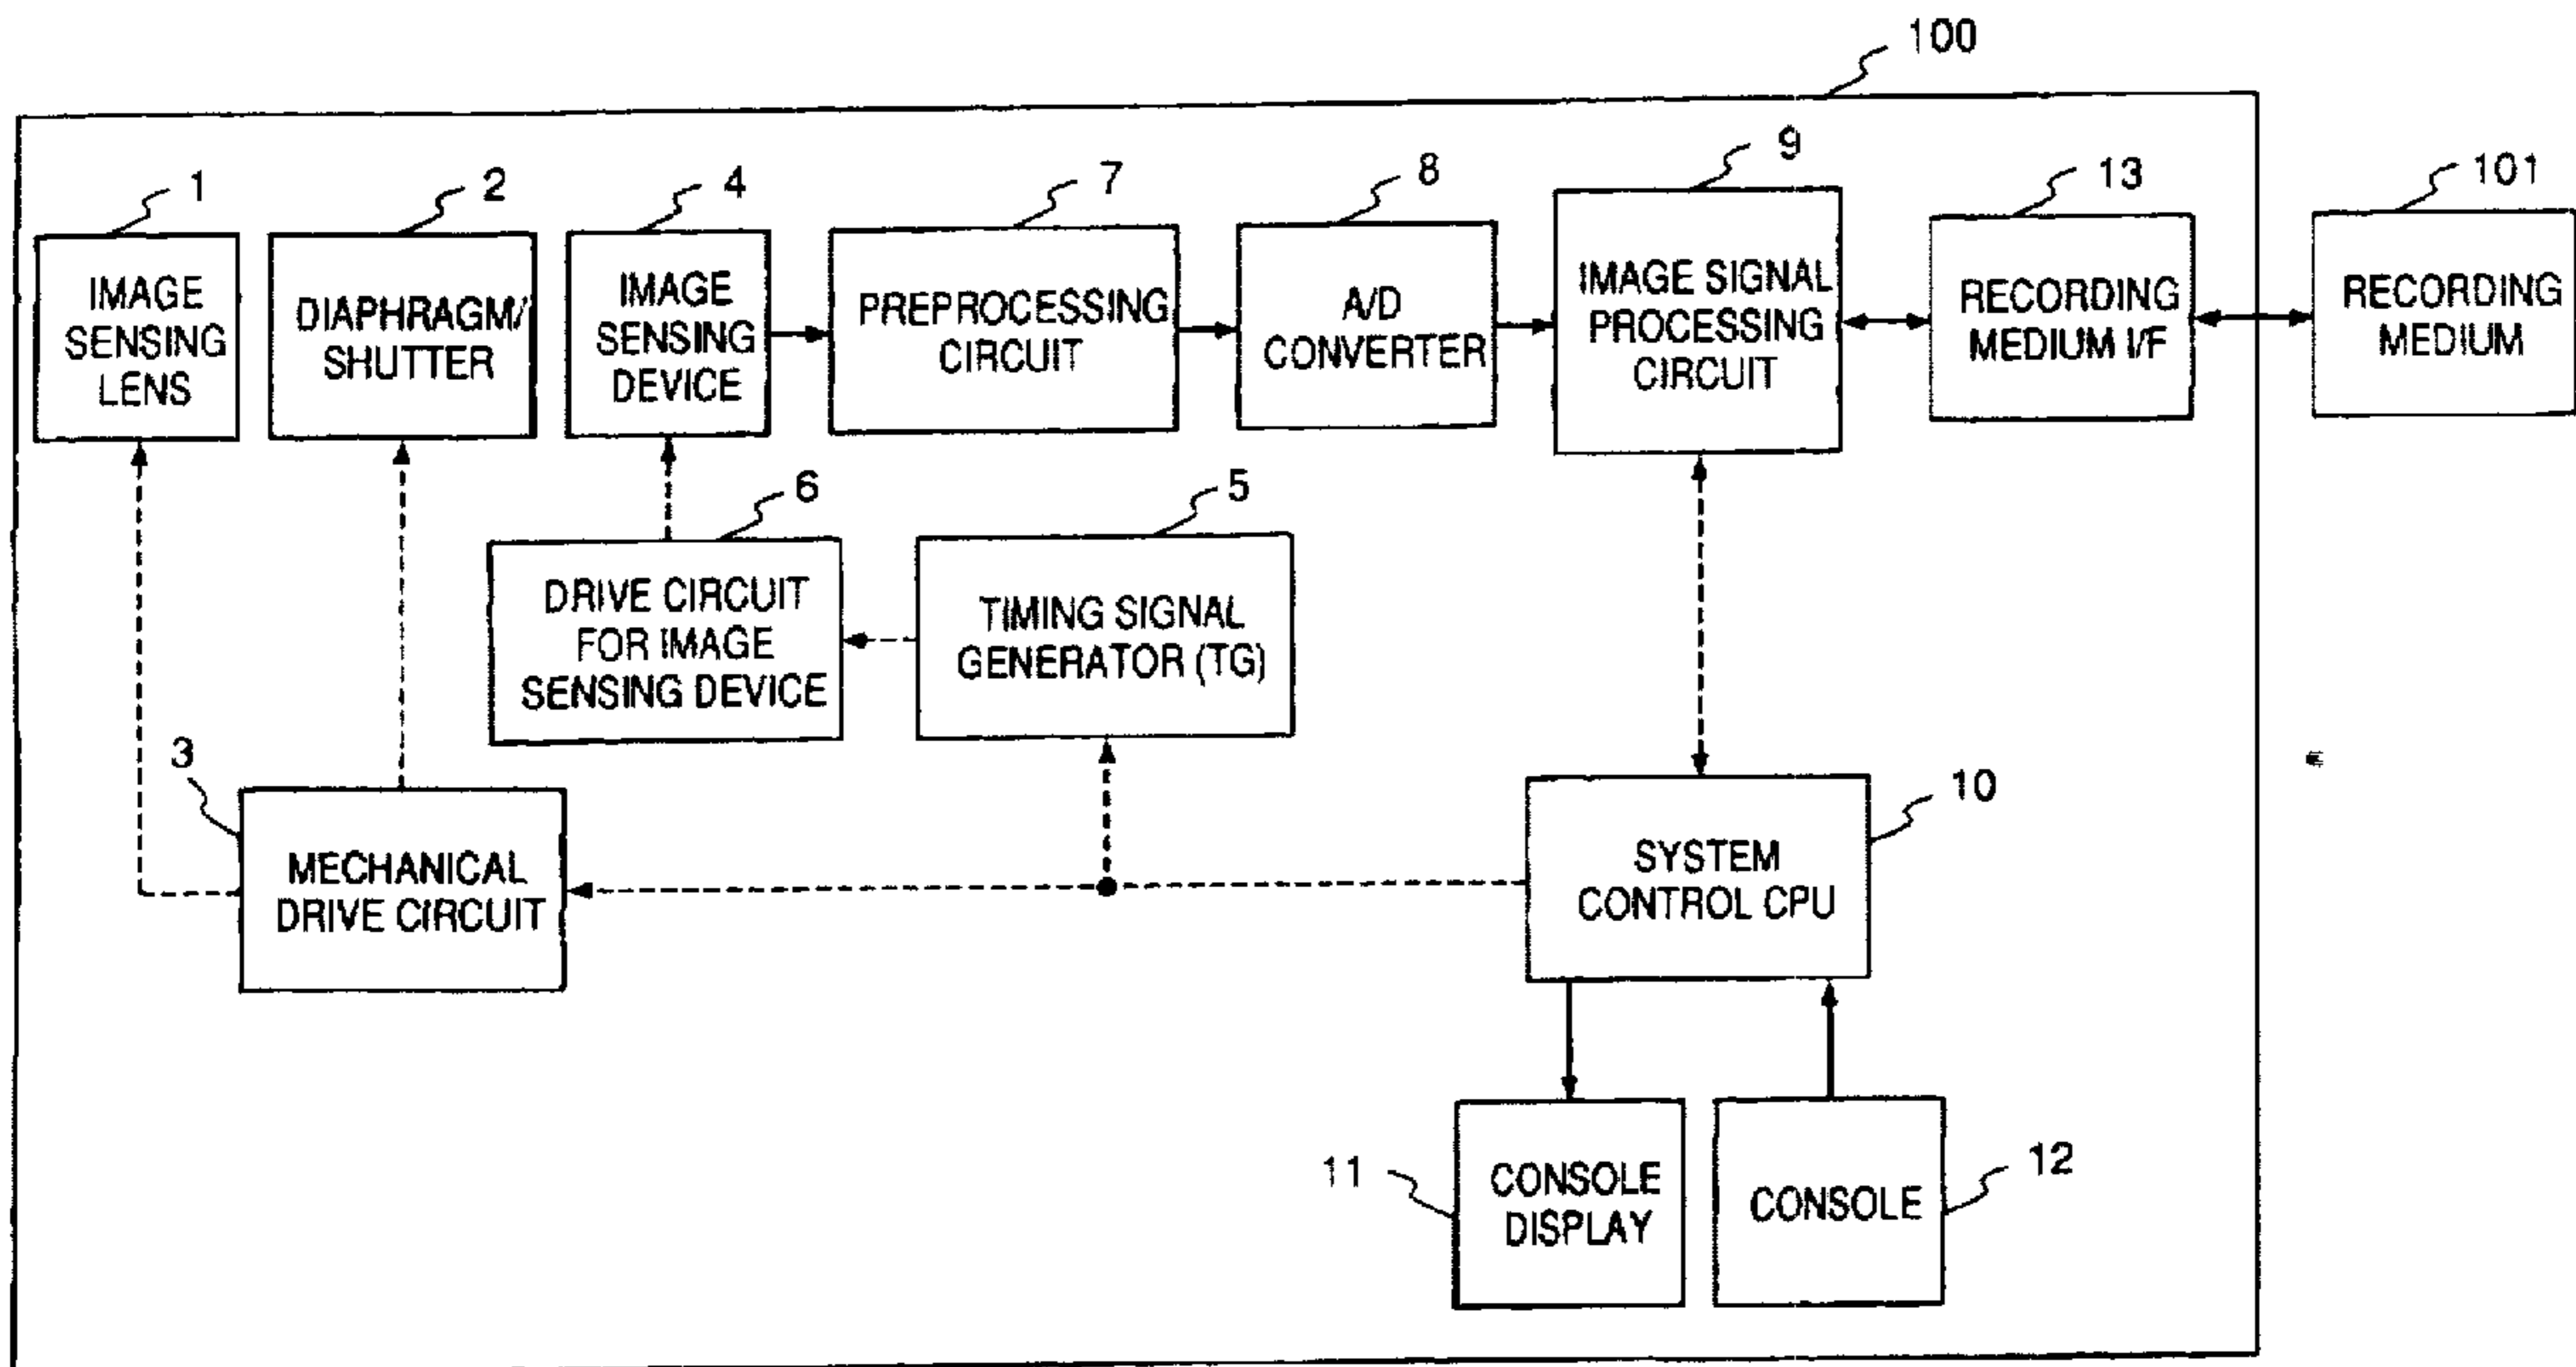 100
1
2
4
7
8
9
13
101
IMAGE
SENSING
LENS
DIAPHRAGM/
SHUTTER
IMAGE
SENSING
DEVICE
PREPROCESSING
CIRCUIT
A/D
CONVERTER
IMAGE SIGNAL
PROCESSING
CIRCUIT
RECORDING
MEDIUM I/F
RECORDING
MEDIUM
6
5
DRIVE CIRCUIT
FOR IMAGE
SENSING DEVICE
TIMING SIGNAL
GENERATOR (TG)
3
10
MECHANICAL
DRIVE CIRCUIT
SYSTEM
CONTROL CPU
11
12
CONSOLE
DISPLAY
CONSOLE